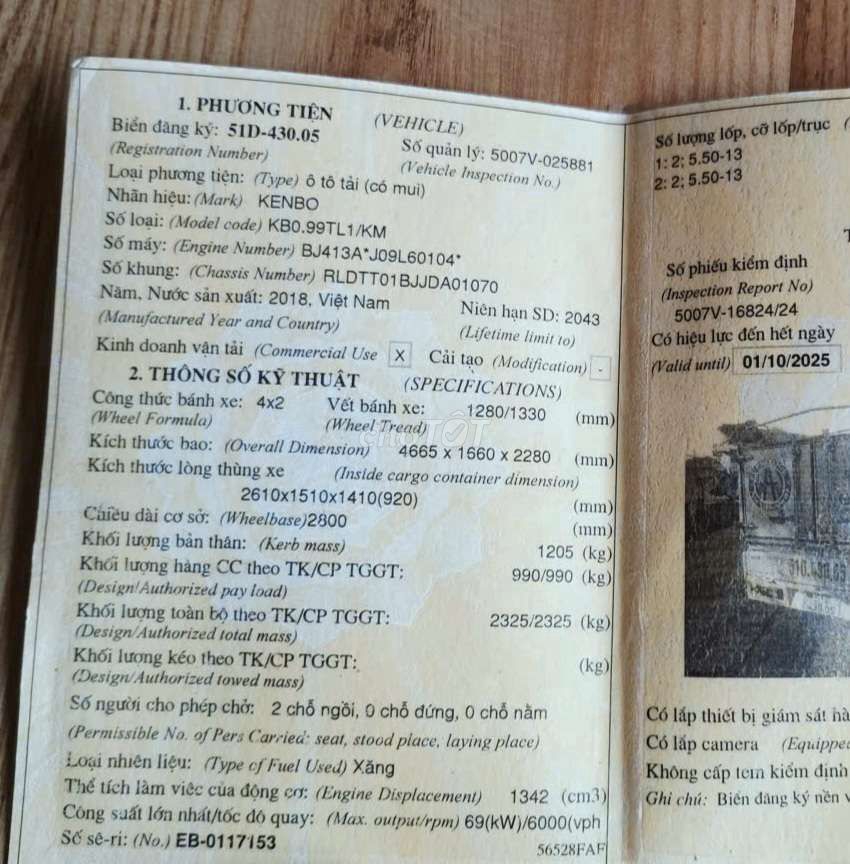 1. PHƯƠNG TIỆN (VEHICLE)
Biển đăng ký: 51D-430.05 Số quản lý: 5007V-025881
(Registration Number) (Vehicle Inspection No.)
Loại phương tiện: (Type) ô tô tải (có mui)
Nhãn hiệu: (Mark) KENBO
Số loại: (Model code) KB0.99TL1/KM
Số máy: (Engine Number) BJ413A*J09L60104*
Số khung: (Chassis Number) RLDTT01BJJDA01070
Năm, Nước sản xuất: 2018, Việt Nam Niên hạn SD: 2043
(Manufactured Year and Country) (Lifetime limit to)
Kinh doanh vận tải (Commercial Use X Cải tạo (Modification) -
2. THÔNG SỐ KỸ THUẬT (SPECIFICATIONS)
Công thức bánh xe: 4x2 Vết bánh xe: 1280/1330 (mm)
(Wheel Formula) (Wheel Tread)
Kích thước bao: (Overall Dimension) 4665 x 1660 x 2280 (mm)
Kích thước lòng thùng xe (Inside cargo container dimension)
2610x1510x1410(920) (mm)
Chiều dài cơ sở: (Wheelbase)2800 (mm)
Khối lượng bản thân: (Kerb mass) 1205 (kg)
Khối lượng hàng CC theo TK/CP TGGT: 990/990 (kg)
(Design/Authorized pay load)
Khối lượng toàn bộ theo TK/CP TGGT: 2325/2325 (kg)
(Design/Authorized total mass)
Khối lượng kéo theo TK/CP TGGT: (kg)
(Design/Authorized towed mass)
Số người cho phép chở: 2 chỗ ngồi, 0 chỗ đứng, 0 chỗ nằm
(Permissible No. of Pers Carried: seat, stood place, laying place)
Loại nhiên liệu: (Type of Fuel Used) Xăng
Thể tích làm việc của động cơ: (Engine Displacement) 1342 (cm3)
Công suất lớn nhất/tốc độ quay: (Max. output/rpm) 69(kW)/6000(vph
Số sê-ri: (No.) EB-0117153 56528FAF
chợTỐT
Số lượng lốp, cỡ lốp/trục (
1: 2; 5.50-13
2: 2; 5.50-13
T
Số phiếu kiểm định
(Inspection Report No)
5007V-16824/24
Có hiệu lực đến hết ngày
(Valid until) 01/10/2025
Có lắp thiết bị giám sát hà
Có lắp camera (Equipped
Không cấp tem kiểm định
Ghi chú: Biển đăng ký nền v